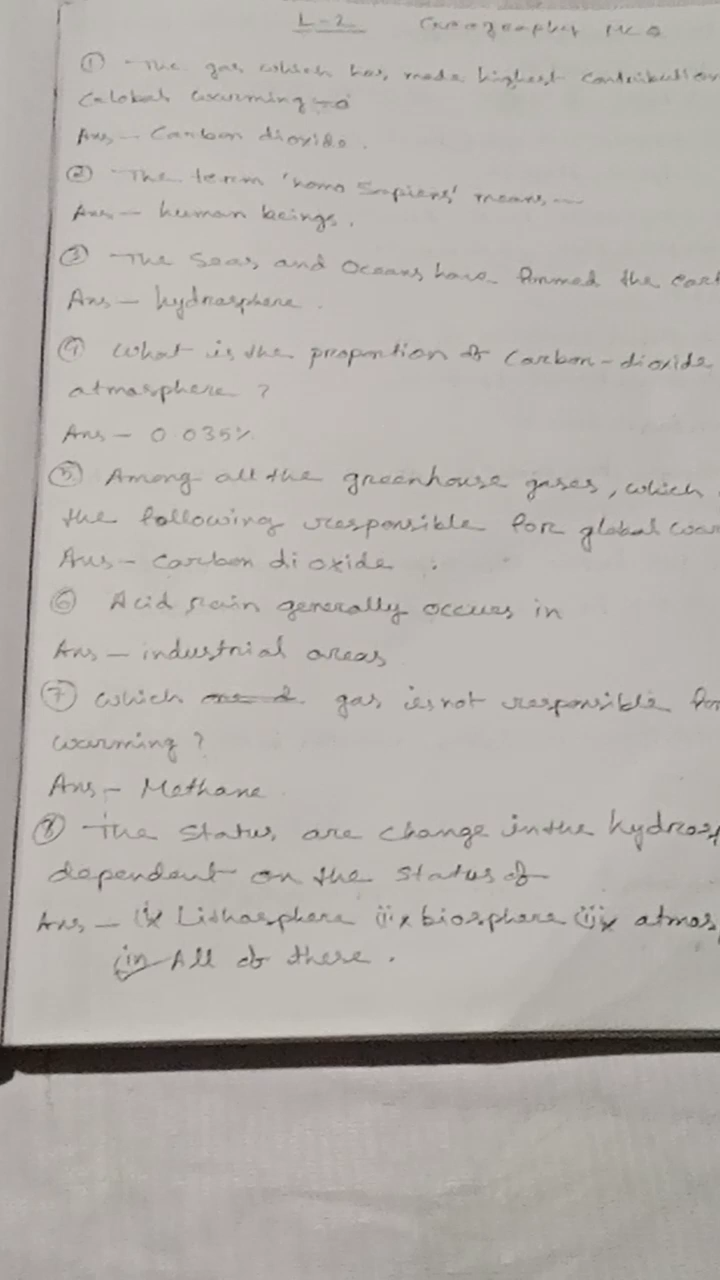 L-2 Geography MCQ
① The gas which has made highest contribution
Global warming to
Ans - Carbon dioxide.
② The term 'homo sapiens' means —
Ans - human beings.
③ The Seas and Oceans have formed the
Ans - hydrosphere.
④ What is the proportion of Carbon-dioxide
atmosphere ?
Ans - 0.035%
⑤ Among all the greenhouse gases, which
the following responsible for global
Ans - Carbon di oxide .
⑥ Acid rain generally occurs in
Ans - industrial areas
⑦ Which gas is not responsible for
warming ?
Ans - Methane
⑧ The Status are change in the
dependent on the status of
Ans - i)x Lithosphere ii)x biosphere iii)x atmos
iv) All of there .